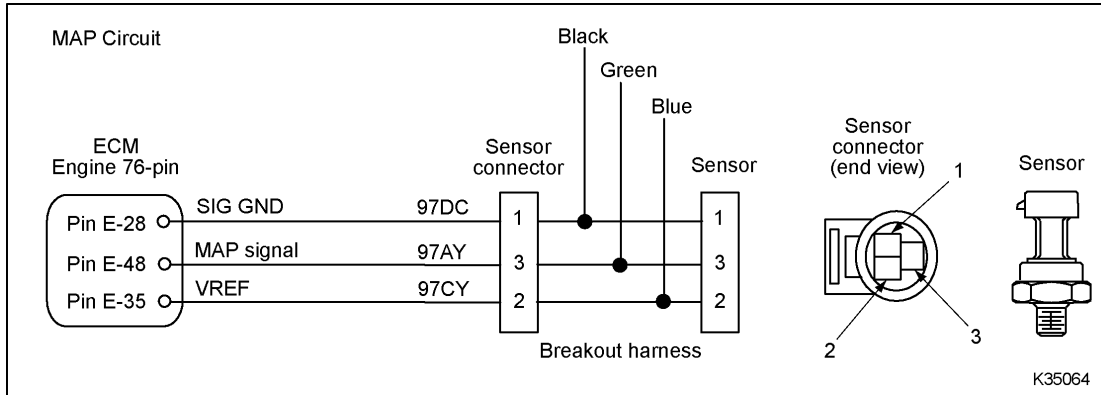 MAP Circuit
Black
Green
Blue
ECM
Engine 76-pin
Sensor
connector
Sensor
Sensor
connector
(end view)
1
Sensor
Pin E-28
SIG GND
97DC
1
1
Pin E-48
MAP signal
97AY
3
3
Pin E-35
VREF
97CY
2
2
Breakout harness
2
3
K35064